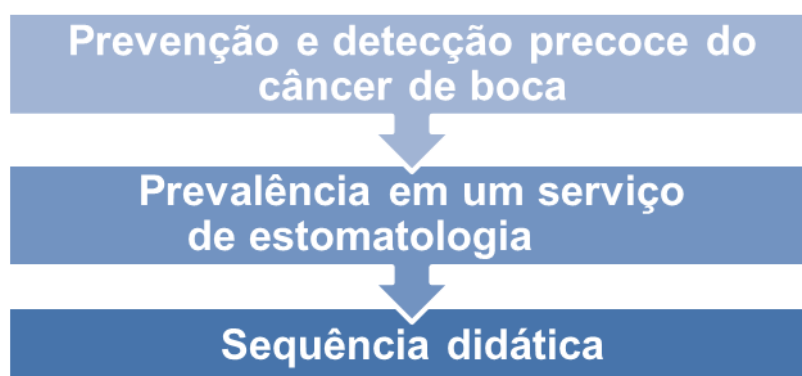 Prevenção e detecção precoce do
câncer de boca
Prevalência em um serviço
de estomatologia
Sequência didática